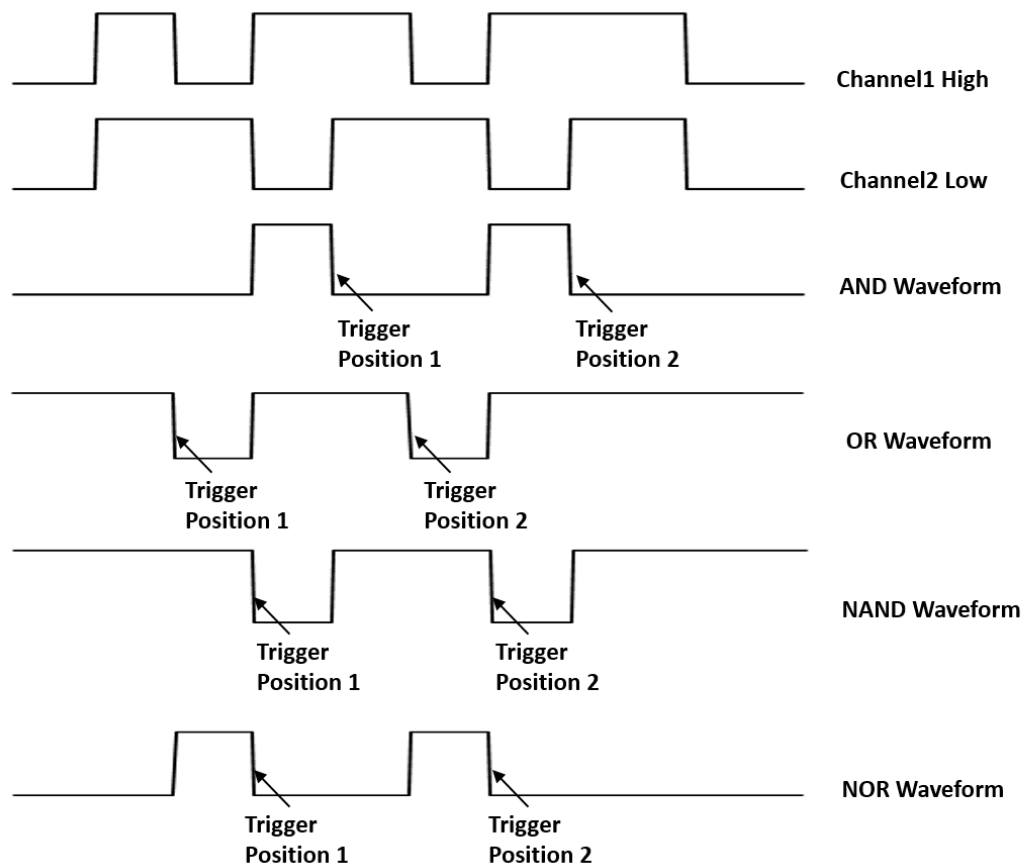 Channel1 High
Channel2 Low
AND Waveform
Trigger
Position 1
Trigger
Position 2
OR Waveform
Trigger
Position 1
Trigger
Position 2
NAND Waveform
Trigger
Position 1
Trigger
Position 2
NOR Waveform
Trigger
Position 1
Trigger
Position 2